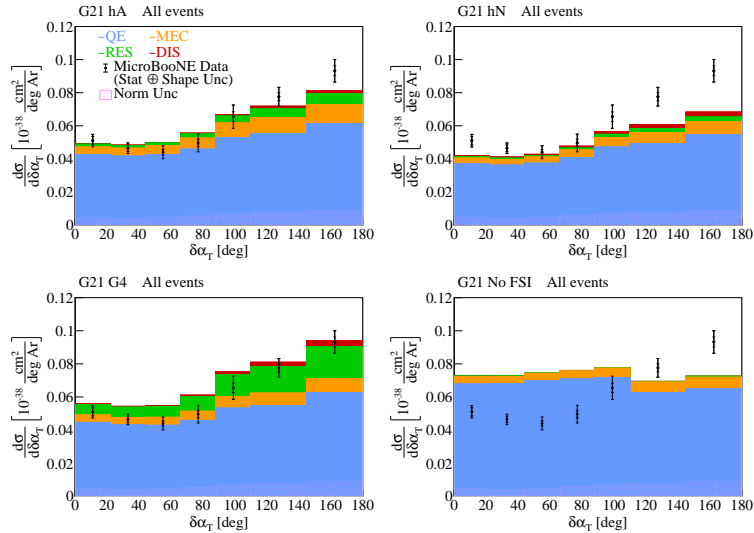 G21 hA All events
–QE –MEC
–RES –DIS
MicroBooNE Data
(Stat ⊕ Shape Unc)
Norm Unc
0.12
0.1
0.08
0.06
0.04
0.02
0
dσ/dδα_T [10^-38 cm^2/deg Ar]
0 20 40 60 80 100 120 140 160 180
δα_T [deg]
G21 hN All events
0.12
0.1
0.08
0.06
0.04
0.02
0
dσ/dδα_T [10^-38 cm^2/deg Ar]
0 20 40 60 80 100 120 140 160 180
δα_T [deg]
G21 G4 All events
0.12
0.1
0.08
0.06
0.04
0.02
0
dσ/dδα_T [10^-38 cm^2/deg Ar]
0 20 40 60 80 100 120 140 160 180
δα_T [deg]
G21 No FSI All events
0.12
0.1
0.08
0.06
0.04
0.02
0
dσ/dδα_T [10^-38 cm^2/deg Ar]
0 20 40 60 80 100 120 140 160 180
δα_T [deg]